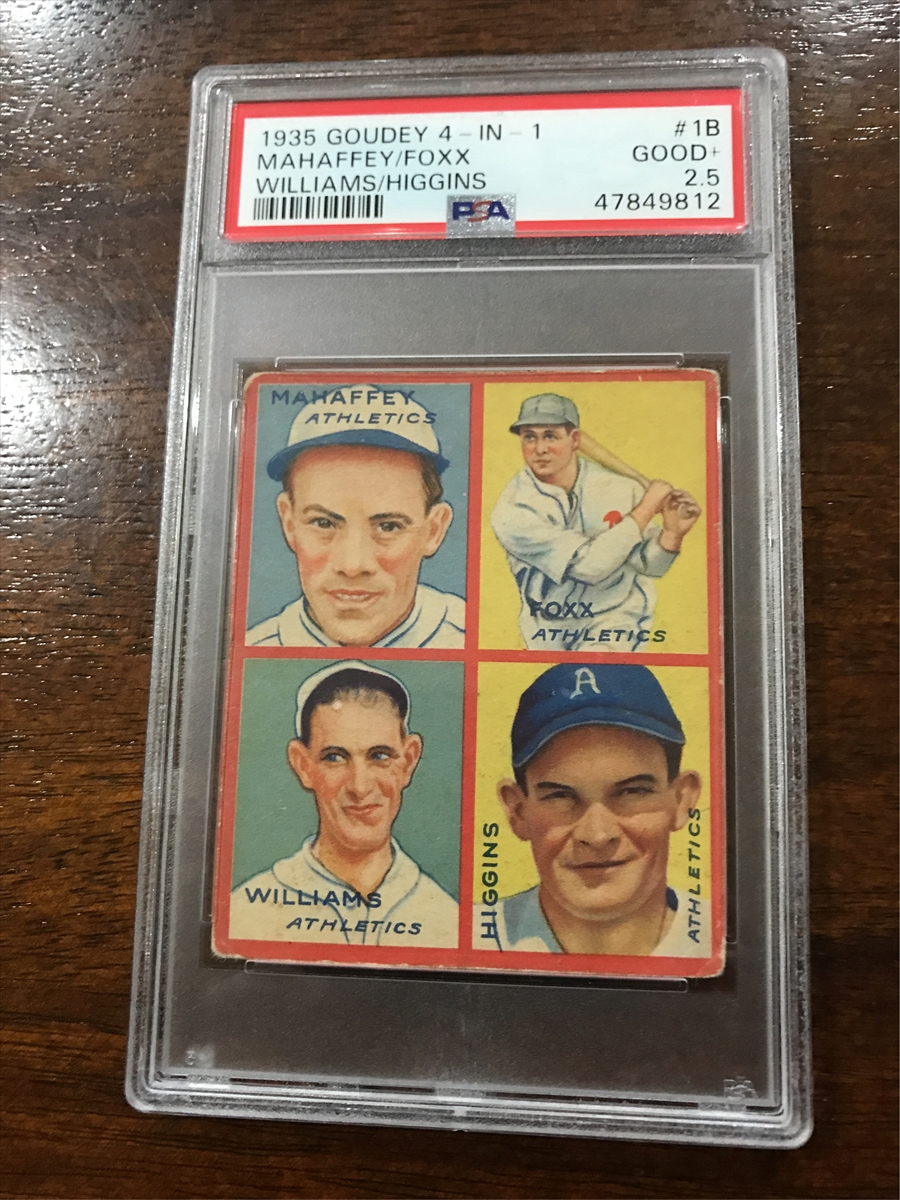 1935 GOUDEY 4-IN-1 #1B
MAHAFFEY/FOXX GOOD+
WILLIAMS/HIGGINS 2.5
PSA 47849812
MAHAFFEY
ATHLETICS
FOXX
ATHLETICS
WILLIAMS
ATHLETICS
A
HIGGINS
ATHLETICS